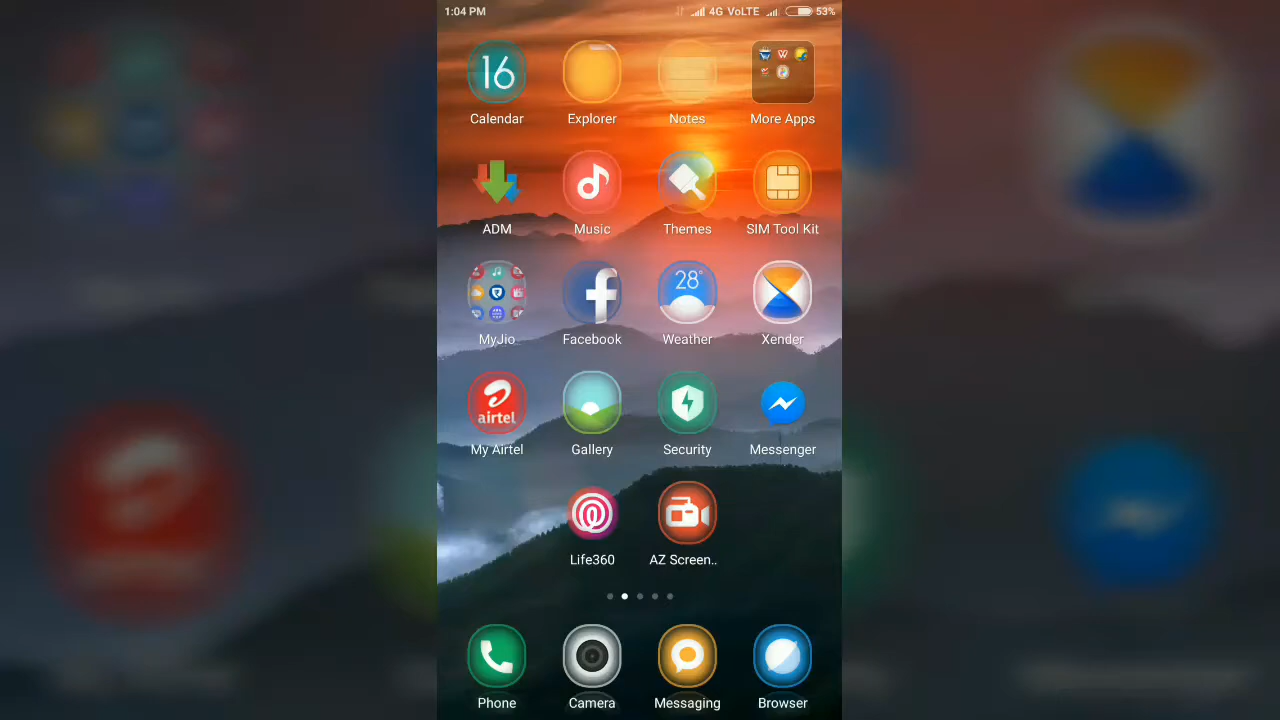 1:04 PM 4G VoLTE 53%
16
Calendar Explorer Notes More Apps
ADM Music Themes SIM Tool Kit
28°
MyJio Facebook Weather Xender
airtel
My Airtel Gallery Security Messenger
Life360 AZ Screen..
Phone Camera Messaging Browser